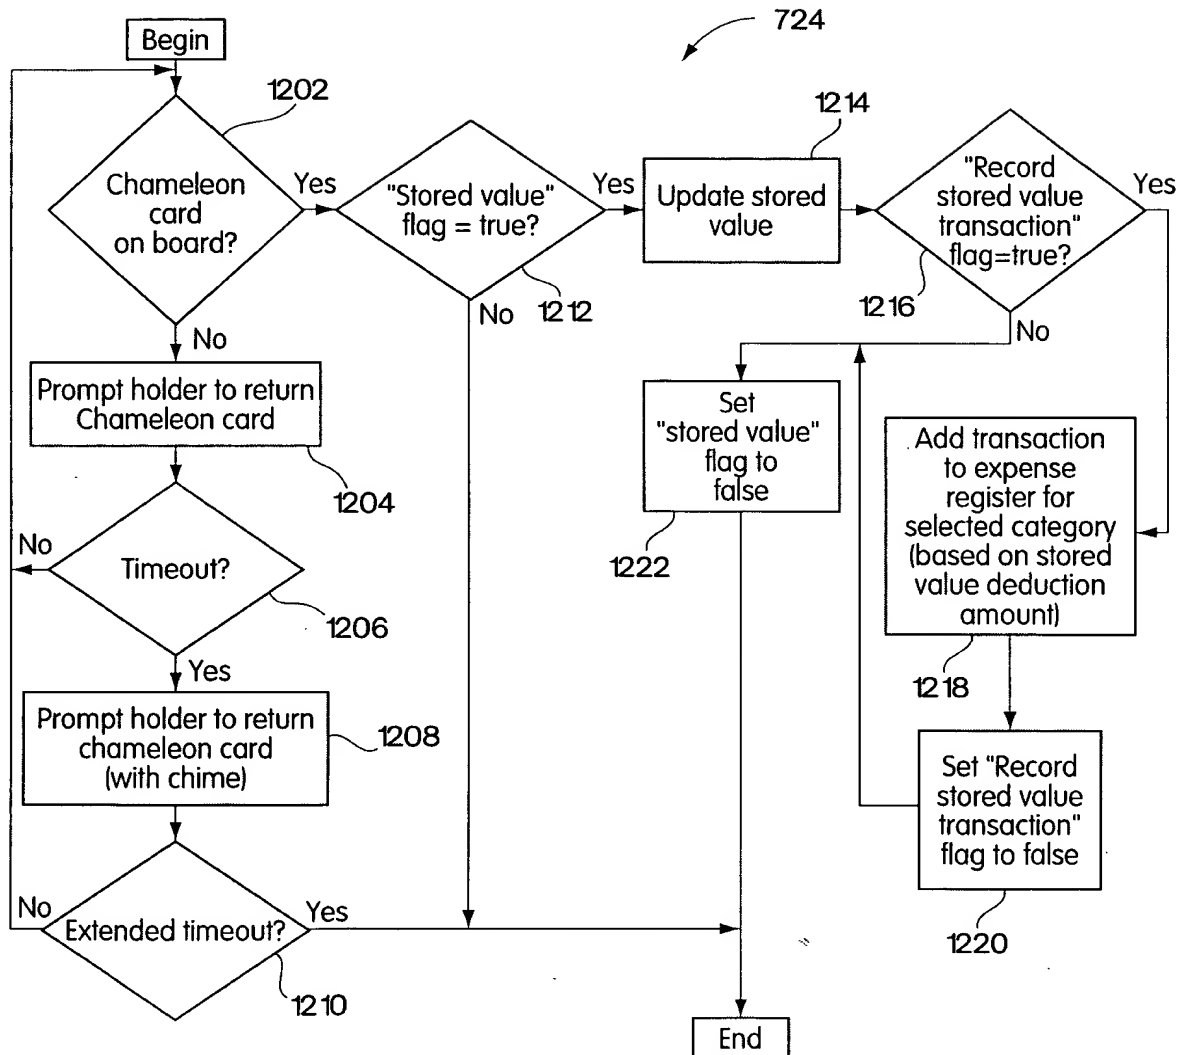 724
Begin
1202
Chameleon
card
on board?
Yes
No
"Stored value"
flag = true?
Yes
No
1212
1214
Update stored
value
"Record
stored value
transaction"
flag=true?
Yes
1216
No
Prompt holder to return
Chameleon card
1204
Set
"stored value"
flag to
false
1222
Add transaction
to expense
register for
selected category
(based on stored
value deduction
amount)
1218
No
Timeout?
1206
Yes
Prompt holder to return
chameleon card
(with chime)
1208
Set "Record
stored value
transaction"
flag to false
1220
No
Extended timeout?
Yes
1210
End